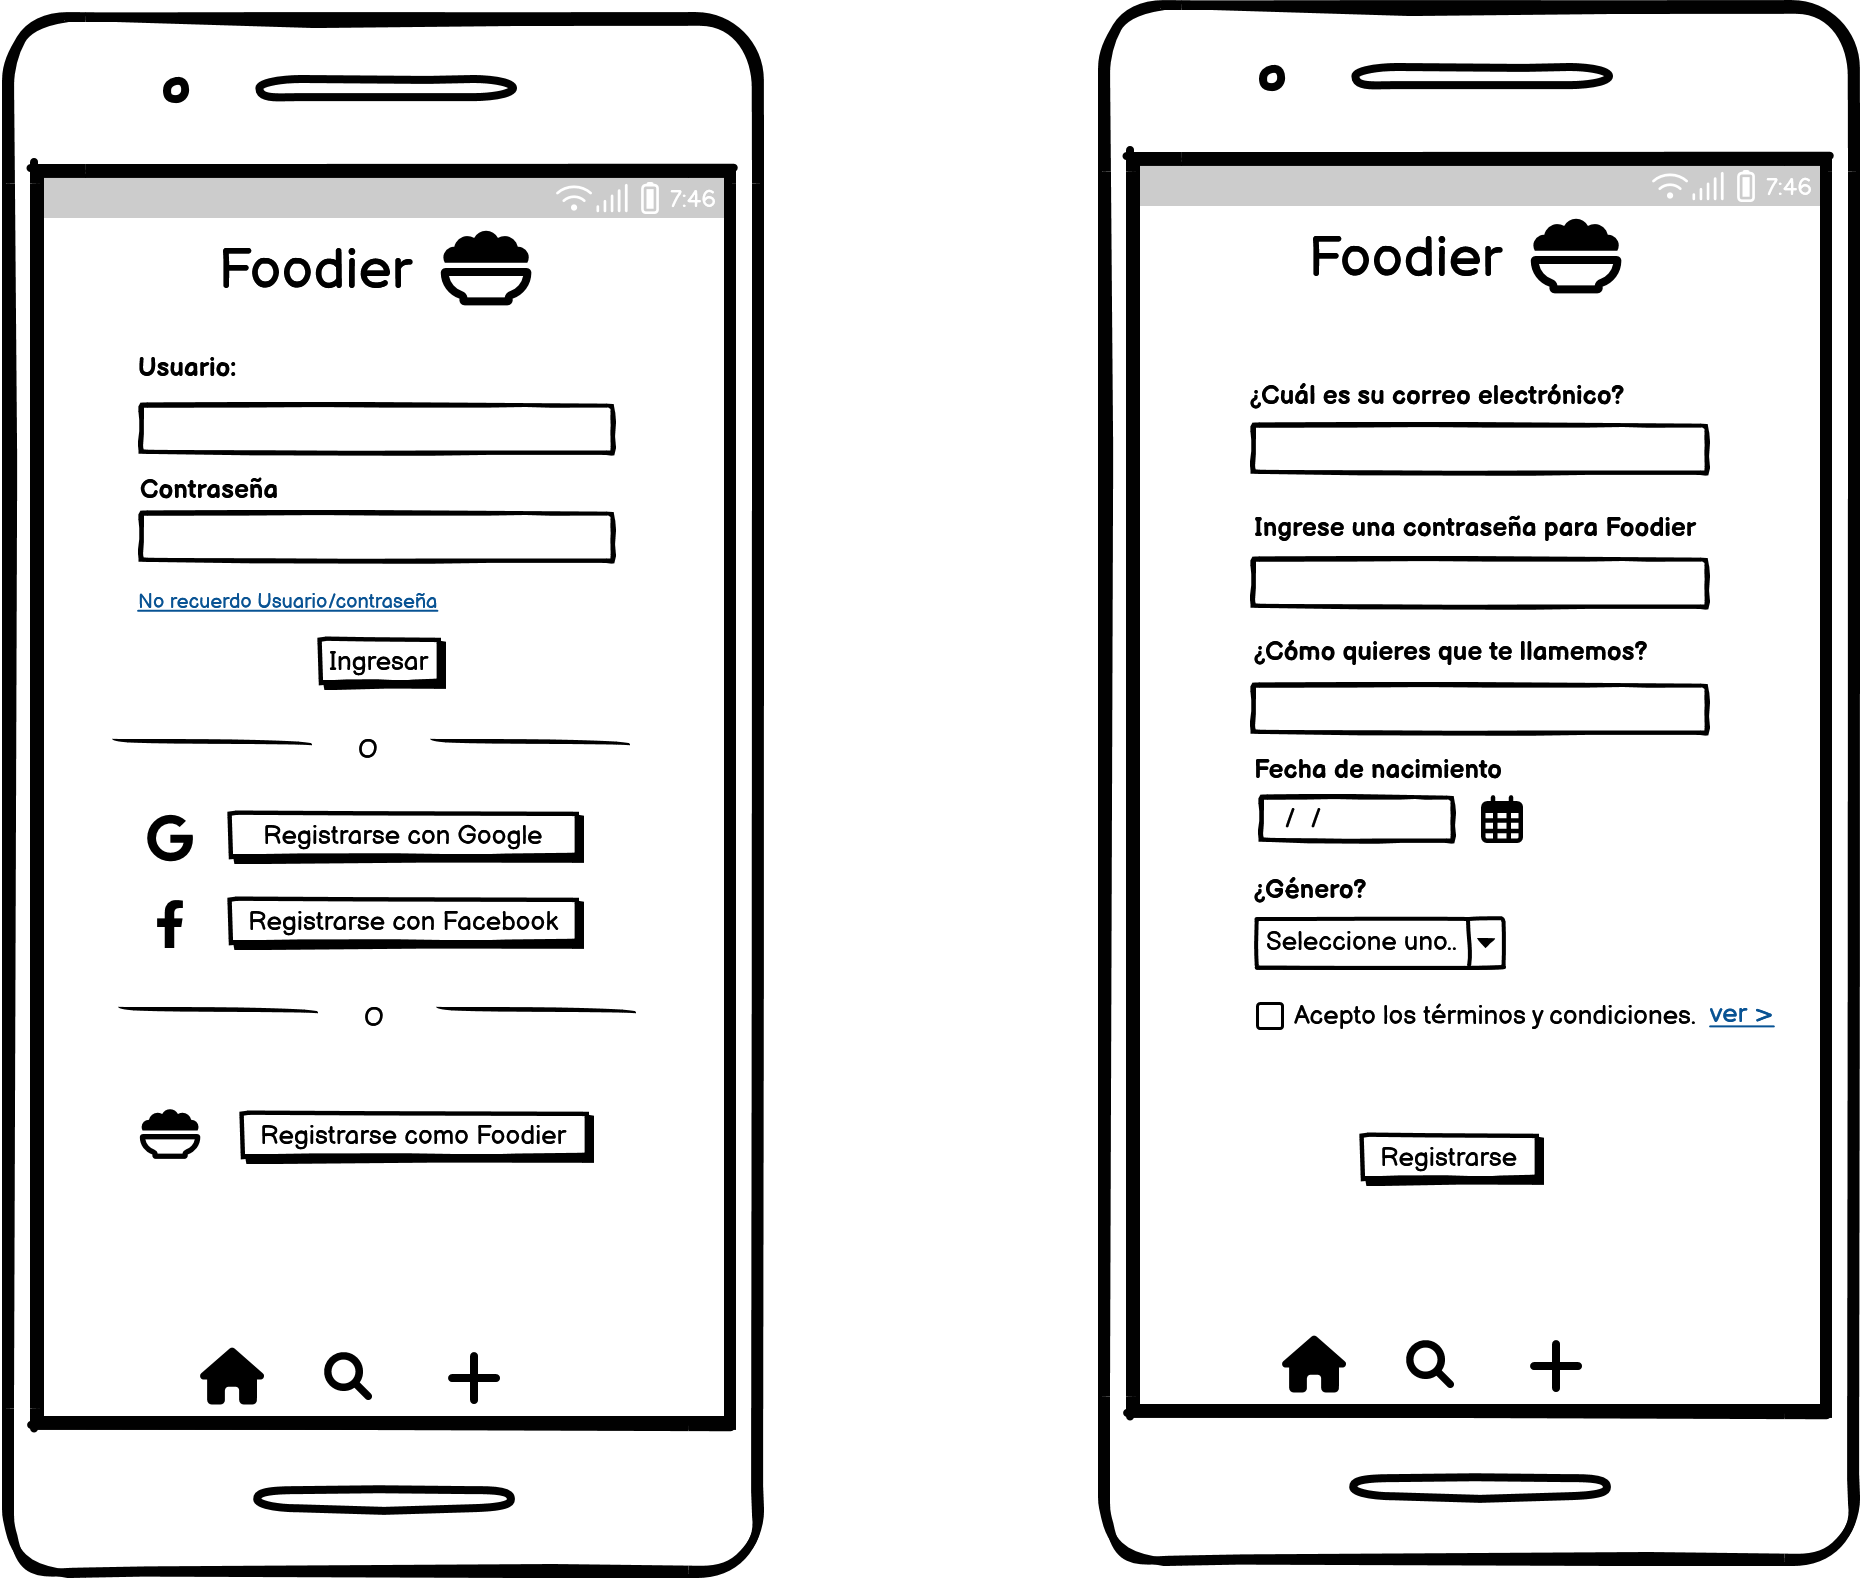 7:46
Foodier
Usuario:
Contraseña
No recuerdo Usuario/contraseña
Ingresar
O
Registrarse con Google
Registrarse con Facebook
O
Registrarse como Foodier
7:46
Foodier
¿Cuál es su correo electrónico?
Ingrese una contraseña para Foodier
¿Cómo quieres que te llamemos?
Fecha de nacimiento
/ /
¿Género?
Seleccione uno..
Acepto los términos y condiciones. ver >
Registrarse